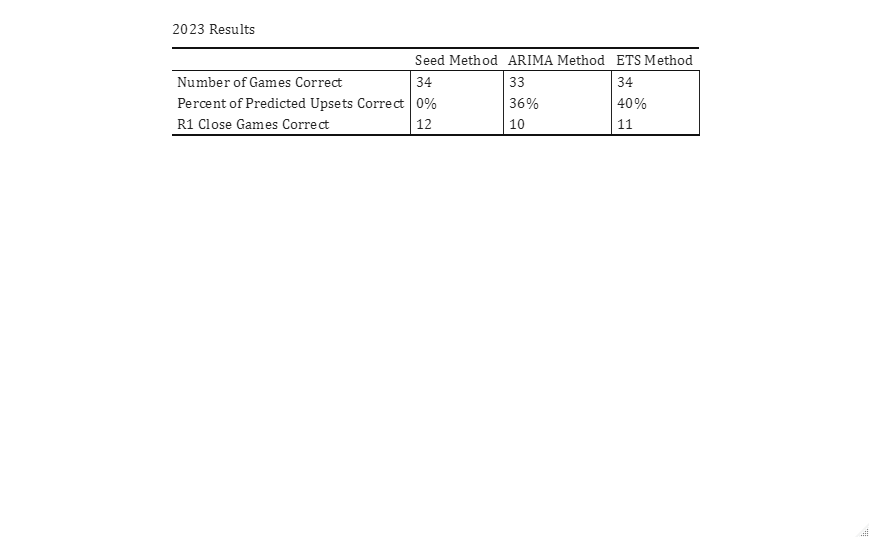 2023 Results
Seed Method ARIMA Method ETS Method
Number of Games Correct 34 33 34
Percent of Predicted Upsets Correct 0% 36% 40%
R1 Close Games Correct 12 10 11